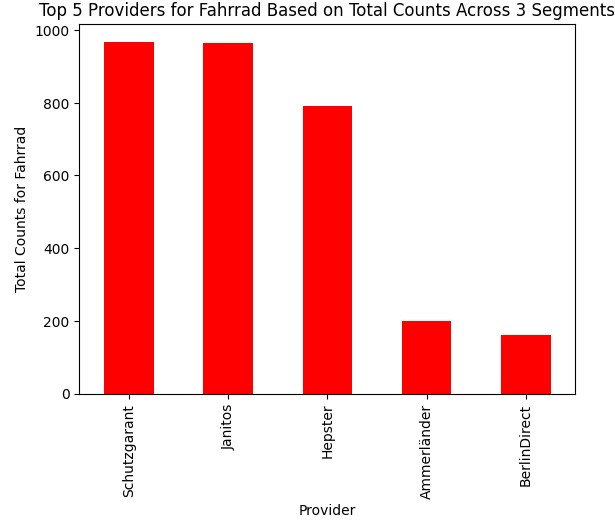 Top 5 Providers for Fahrrad Based on Total Counts Across 3 Segments
1000
800
600
400
200
0
Total Counts for Fahrrad
Schutzgarant
Janitos
Hepster
Ammerländer
BerlinDirect
Provider